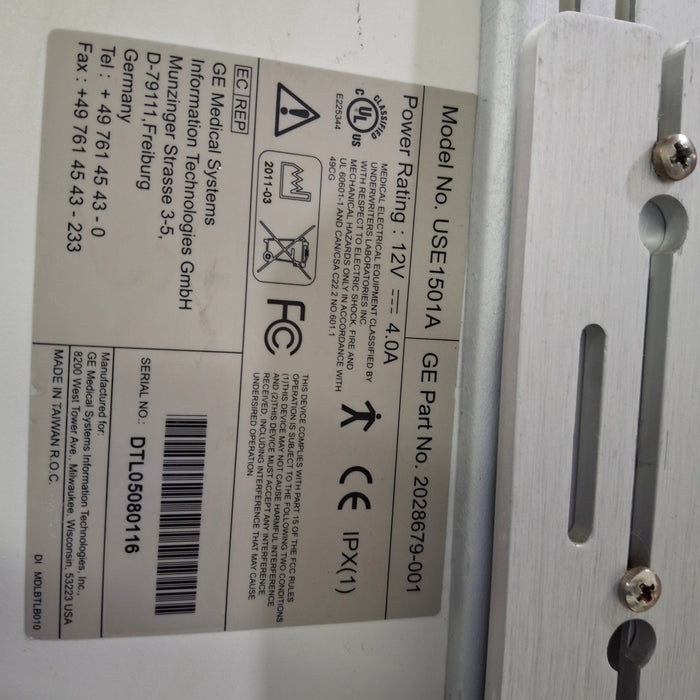 Model No. USE1501A
GE Part No. 2028679-001
Power Rating : 12V 4.0A
CLASSIFIED
C UL US
E225344
MEDICAL ELECTRICAL EQUIPMENT CLASSIFIED BY
UNDERWRITERS LABORATORIES INC.
WITH RESPECT TO ELECTRIC SHOCK, FIRE AND
MECHANICAL HAZARDS ONLY IN ACCORDANCE WITH
UL 60601-1 AND CAN/CSA C22.2 NO.601.1
49CG
CE IPX(1)
2011-03
FC
THIS DEVICE COMPLIES WITH PART 15 OF THE FCC RULES
OPERATION IS SUBJECT TO THE FOLLOWING TWO CONDITIONS
(1)THIS DEVICE MAY NOT CAUSE HARMFUL INTERFERENCE
AND (2)THIS DEVICE MUST ACCEPT ANY INTERFERENCE
RECEIVED, INCLUDING INTERFERENCE THAT MAY CAUSE
UNDERSIRED OPERATION
EC REP
GE Medical Systems
Information Technologies GmbH
Munzinger Strasse 3-5,
D-79111,Freiburg
Germany
Tel : + 49 761 45 43 - 0
Fax : +49 761 45 43 - 233
SERIAL NO.: DTL05080116
Manufactured for:
GE Medical Systems Information Technologies, Inc.,
8200 West Tower Ave., Milwaukee, Wisconsin, 53223 USA
MADE IN TAIWAN R.O.C.
DI MDLBTLB010